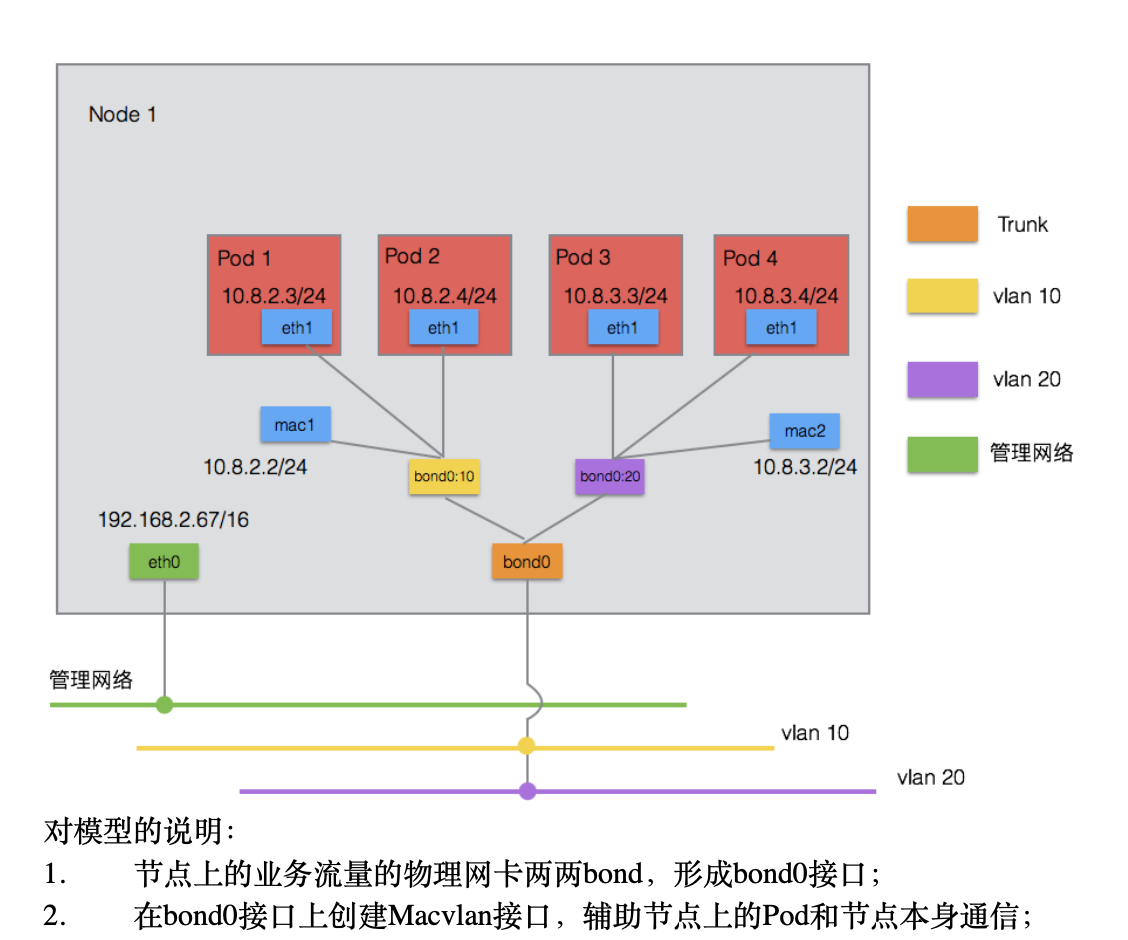 Node 1
Pod 1
Pod 2
Pod 3
Pod 4
10.8.2.3/24
10.8.2.4/24
10.8.3.3/24
10.8.3.4/24
eth1
eth1
eth1
eth1
mac1
mac2
10.8.2.2/24
10.8.3.2/24
bond0:10
bond0:20
192.168.2.67/16
eth0
bond0
Trunk
vlan 10
vlan 20
管理网络
管理网络
vlan 10
vlan 20
对模型的说明：
1. 节点上的业务流量的物理网卡两两bond，形成bond0接口；
2. 在bond0接口上创建Macvlan接口，辅助节点上的Pod和节点本身通信；